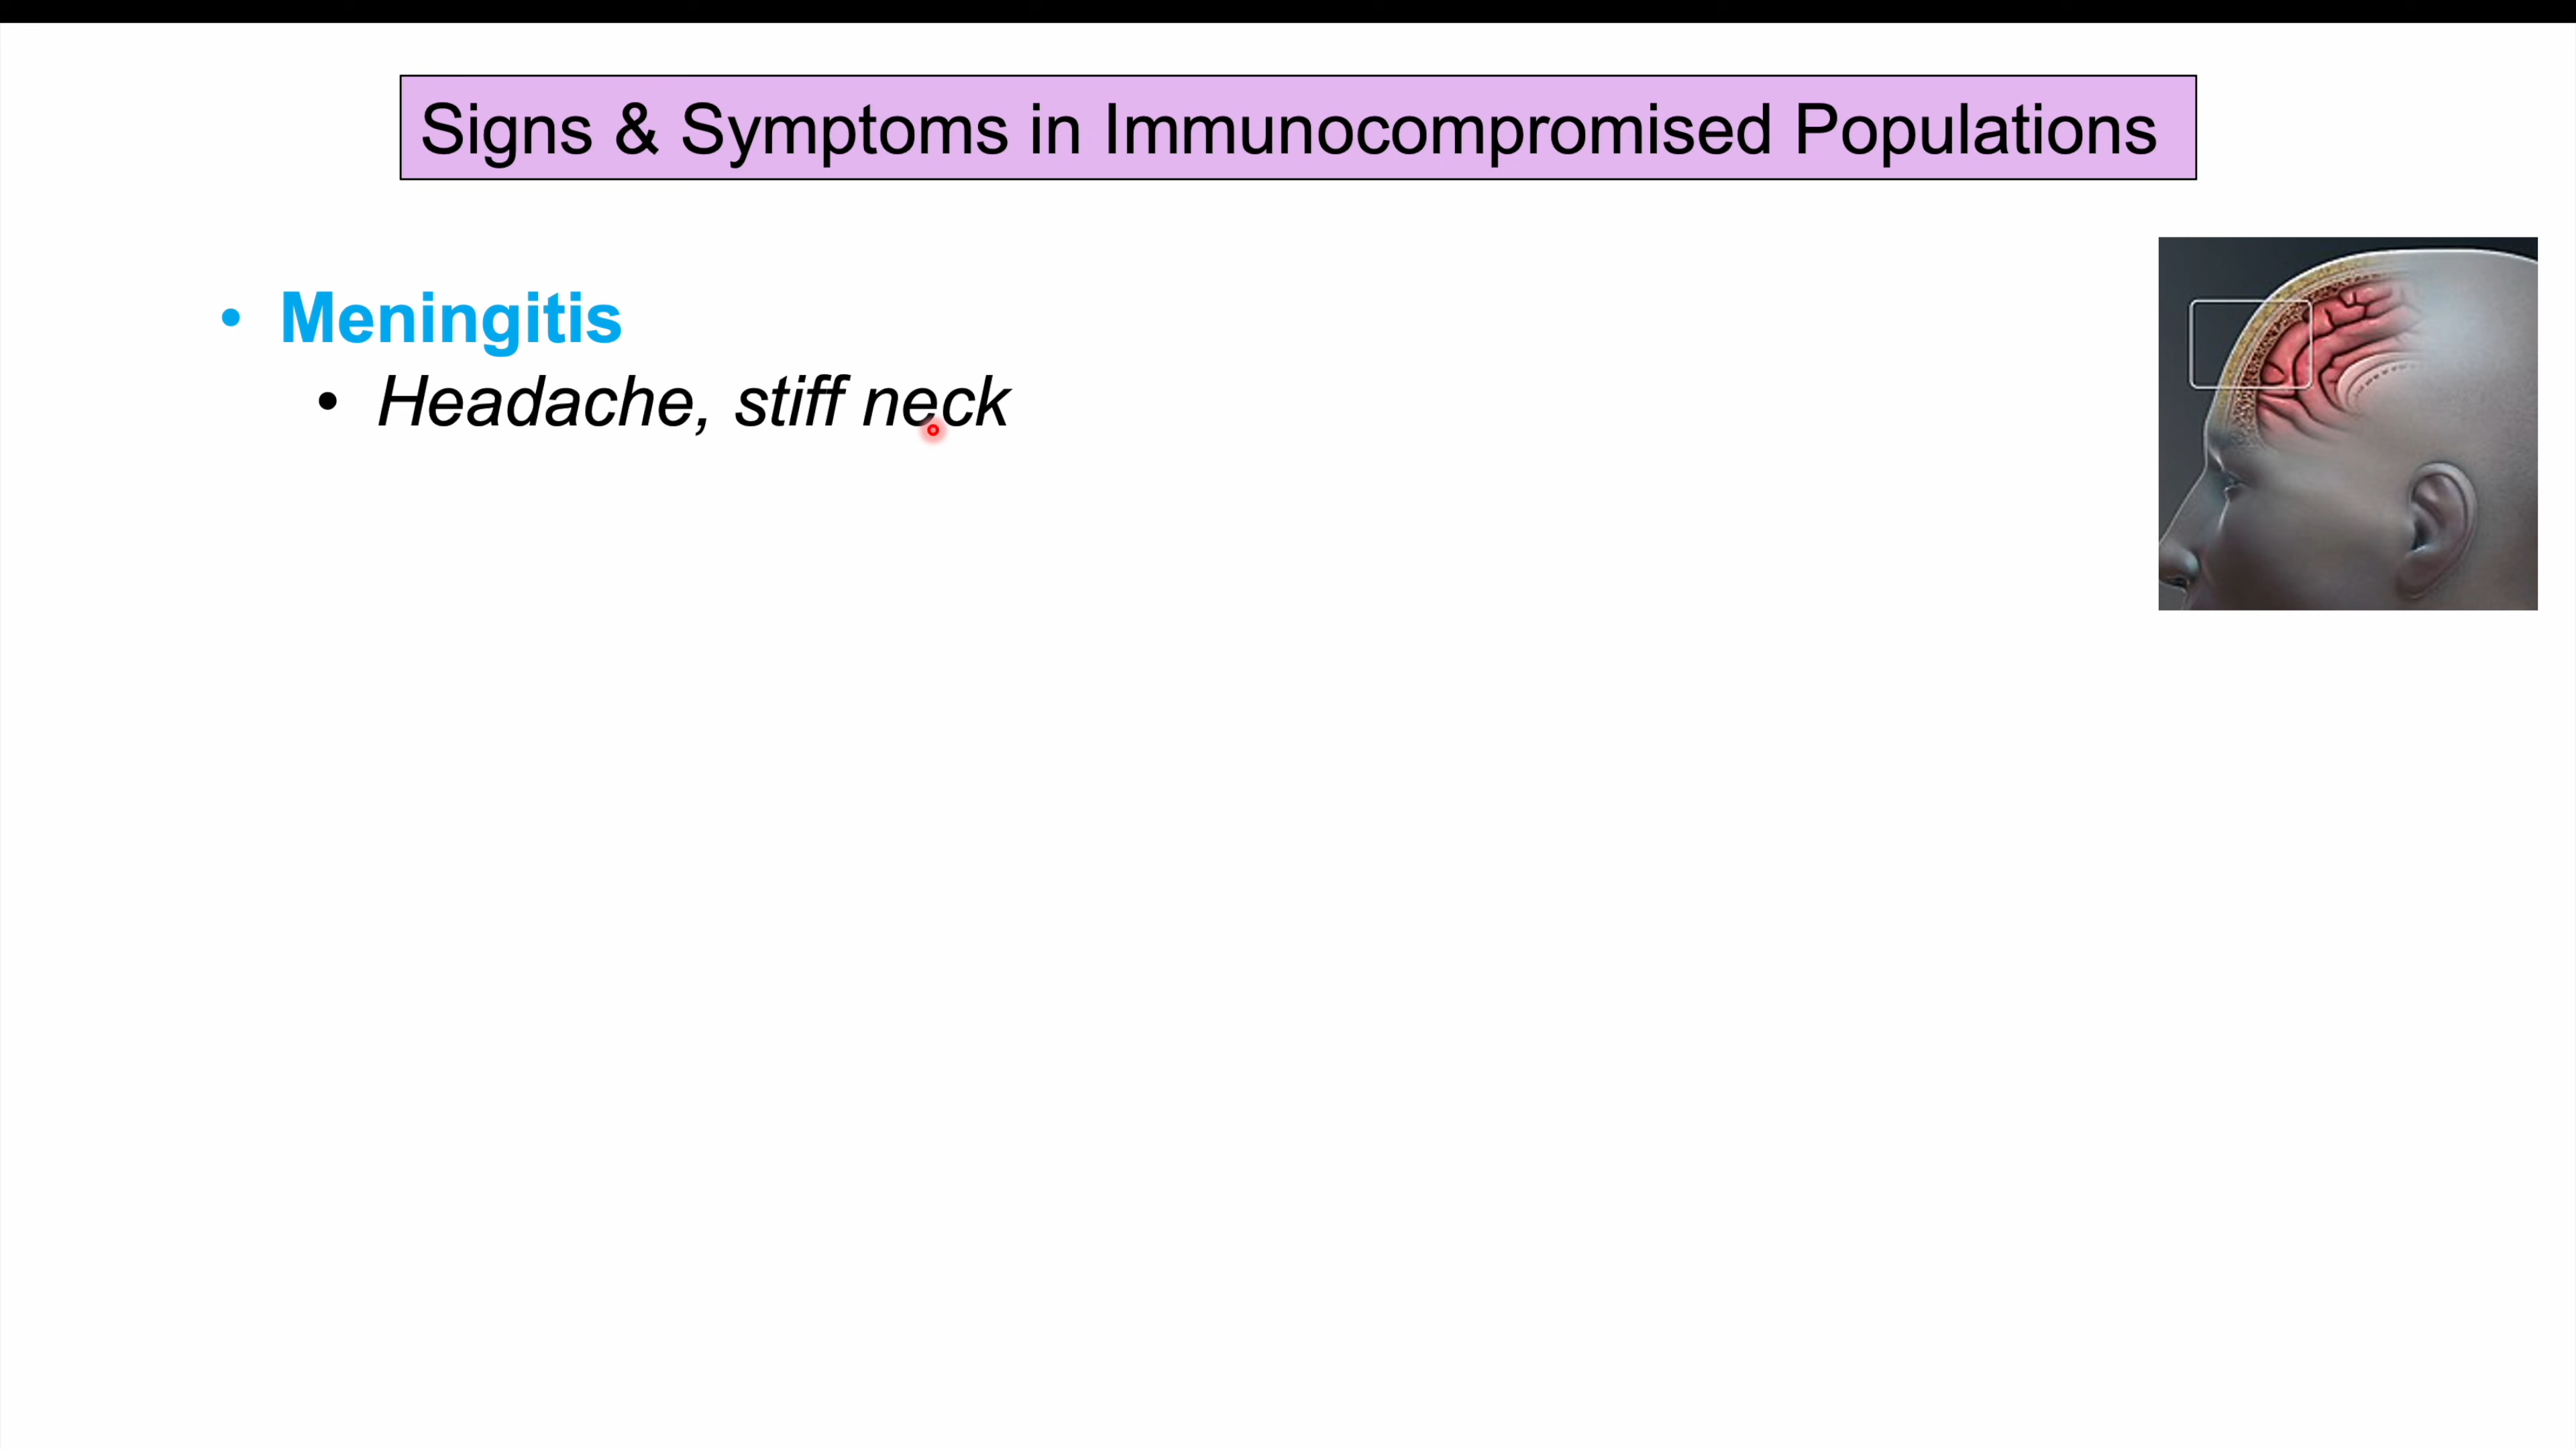 Signs & Symptoms in Immunocompromised Populations
• Meningitis
• Headache, stiff neck